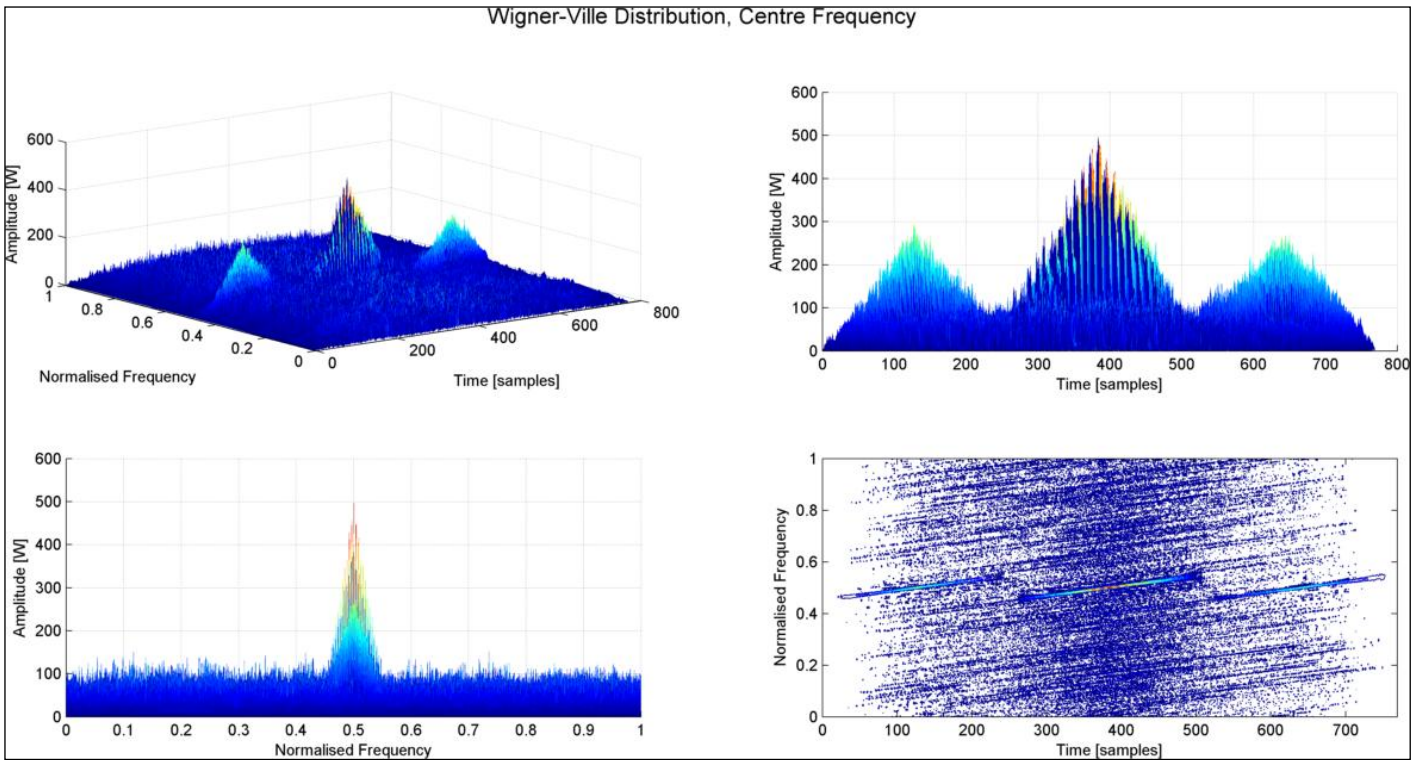 Wigner-Ville Distribution, Centre Frequency
600
400
200
0
Amplitude [W]
1
0.8
0.6
0.4
0.2
0
Normalised Frequency
0
200
400
600
800
Time [samples]
600
500
400
300
200
100
0
Amplitude [W]
0 100 200 300 400 500 600 700 800
Time [samples]
600
500
400
300
200
100
0
Amplitude [W]
0 0.1 0.2 0.3 0.4 0.5 0.6 0.7 0.8 0.9 1
Normalised Frequency
1
0.8
0.6
0.4
0.2
0
Normalised Frequency
100 200 300 400 500 600 700
Time [samples]